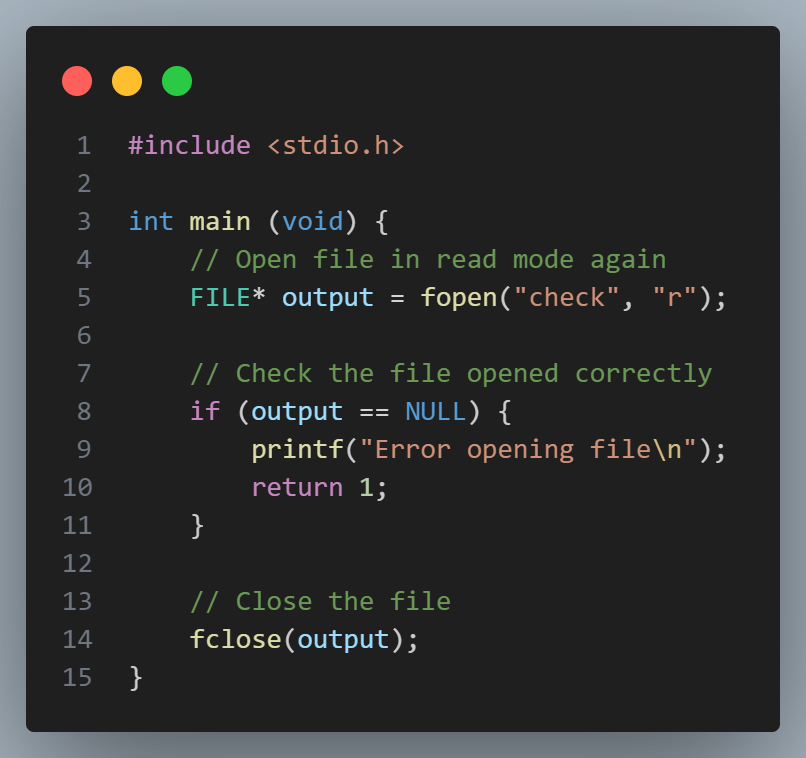 1 #include <stdio.h>
2
3 int main (void) {
4     // Open file in read mode again
5     FILE* output = fopen("check", "r");
6
7     // Check the file opened correctly
8     if (output == NULL) {
9         printf("Error opening file\n");
10         return 1;
11     }
12
13     // Close the file
14     fclose(output);
15 }